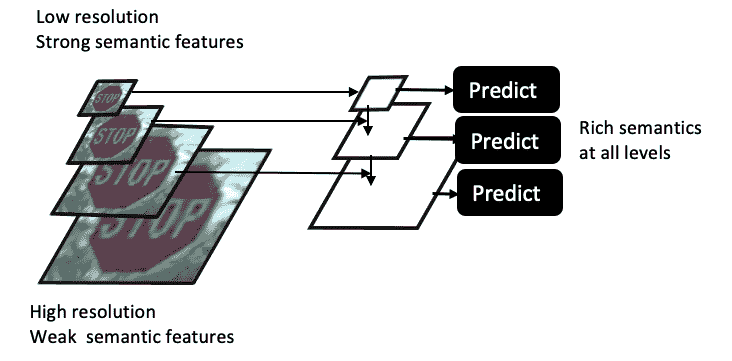 Low resolution
Strong semantic features
STOP
STOP
STOP
STOP
Predict
Predict
Predict
Rich semantics
at all levels
High resolution
Weak  semantic features